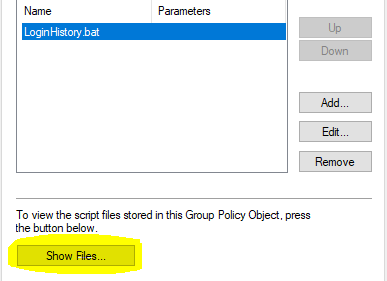 Name Parameters
LoginHistory.bat
Up
Down
Add...
Edit...
Remove
To view the script files stored in this Group Policy Object, press
the button below.
Show Files...